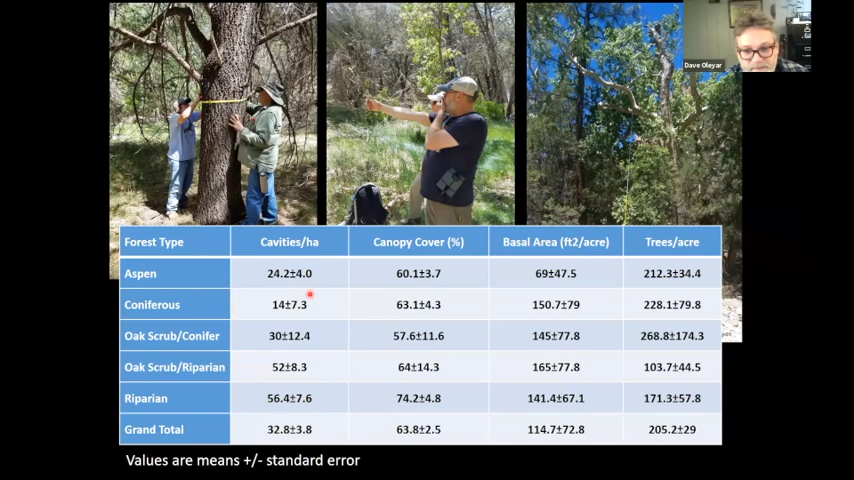 Dave Oleyar
Forest Type Cavities/ha Canopy Cover (%) Basal Area (ft2/acre) Trees/acre
Aspen 24.2±4.0 60.1±3.7 69±47.5 212.3±34.4
Coniferous 14±7.3 63.1±4.3 150.7±79 228.1±79.8
Oak Scrub/Conifer 30±12.4 57.6±11.6 145±77.8 268.8±174.3
Oak Scrub/Riparian 52±8.3 64±14.3 165±77.8 103.7±44.5
Riparian 56.4±7.6 74.2±4.8 141.4±67.1 171.3±57.8
Grand Total 32.8±3.8 63.8±2.5 114.7±72.8 205.2±29
Values are means +/- standard error